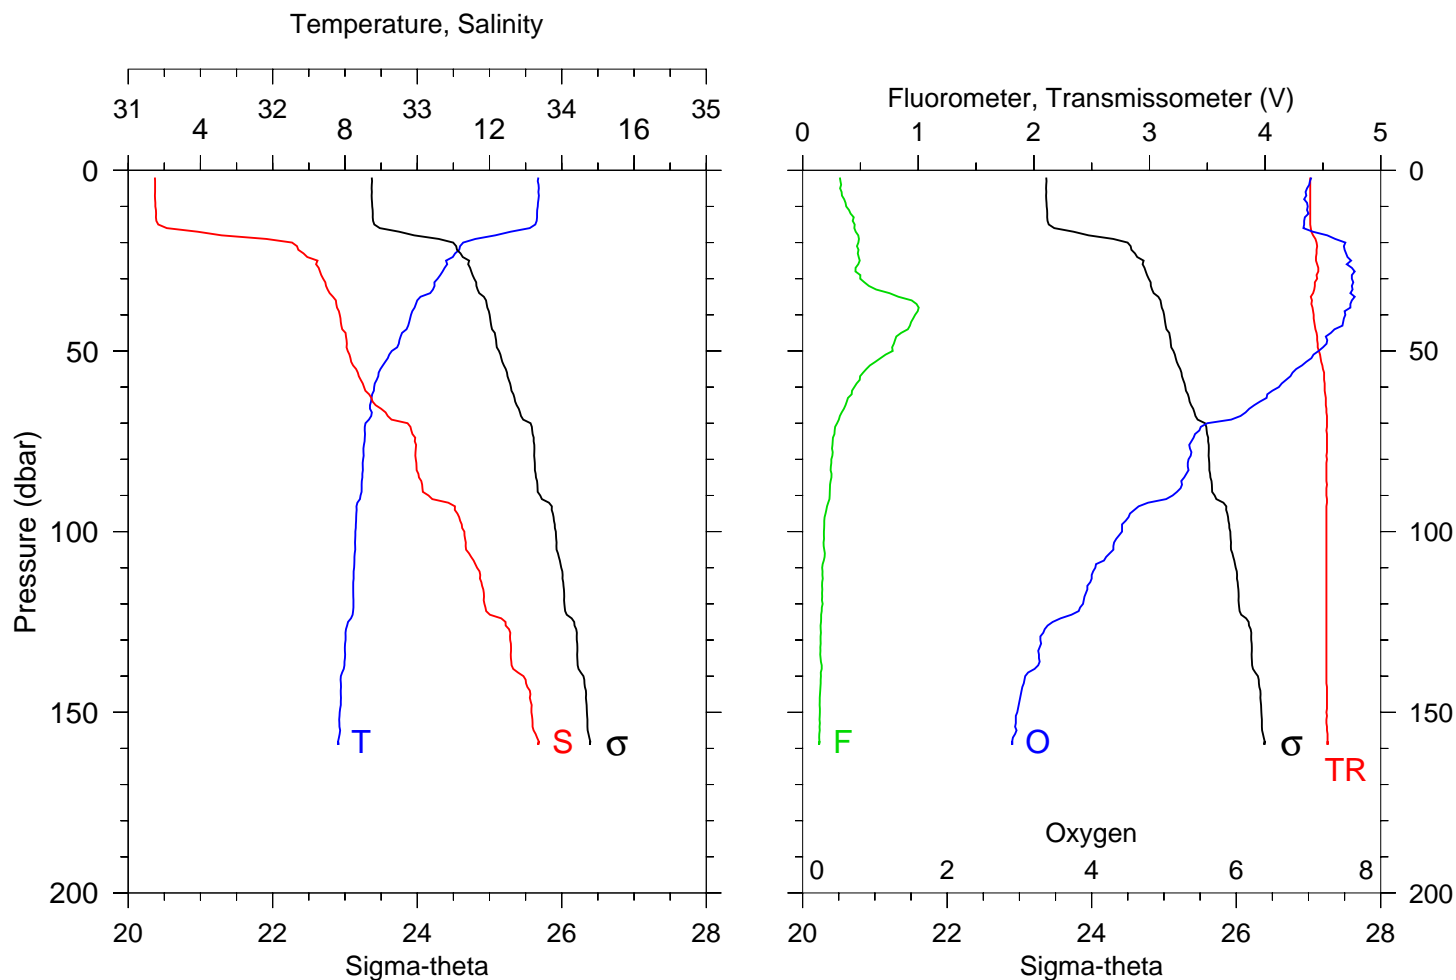 Temperature, Salinity
31 32 33 34 35
4 8 12 16
Fluorometer, Transmissometer (V)
0 1 2 3 4 5
Pressure (dbar)
0 0
50 50
100 100
150 150
T S σ F O σ
TR
Oxygen
0 2 4 6 8
200 200
20 22 24 26 28 20 22 24 26 28
Sigma-theta Sigma-theta